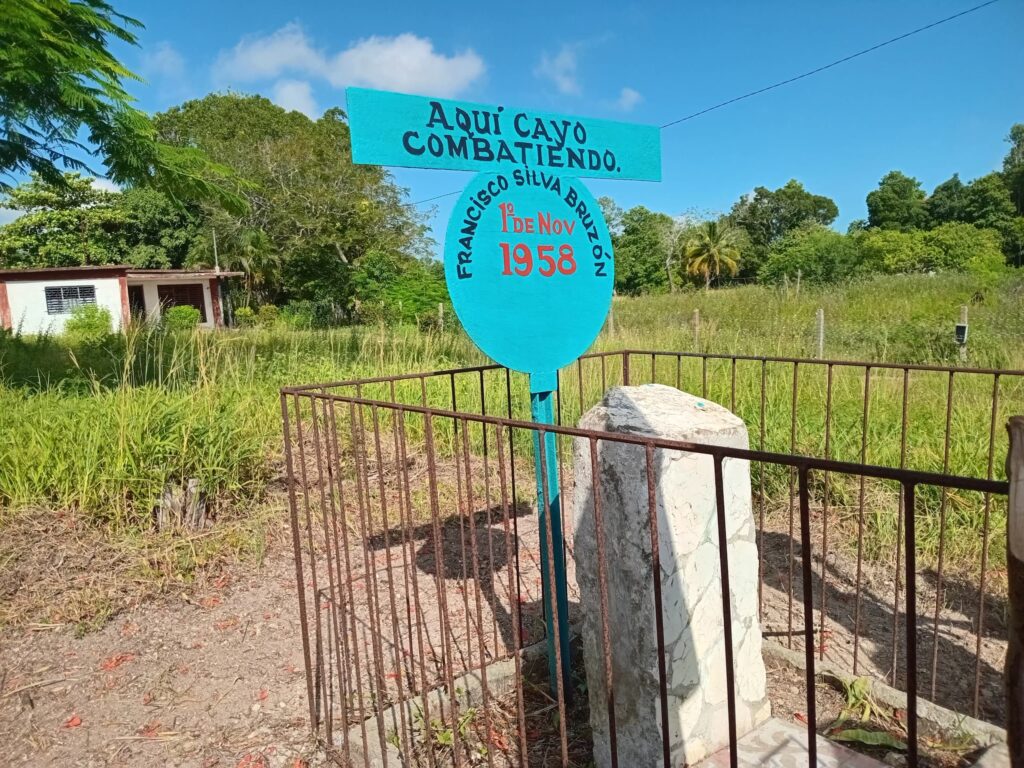 AQUÍ CAYO
COMBATIENDO.
FRANCISCO SILVA BRUZÓN
1º DE NOV
1958